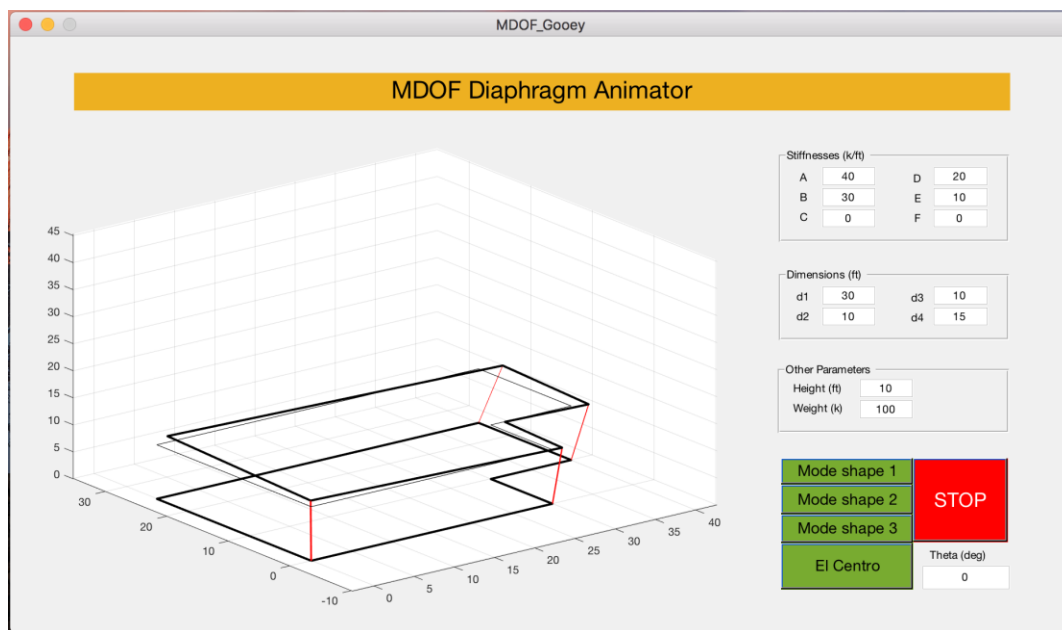 MDOF_Gooey
MDOF Diaphragm Animator
45
40
35
30
25
20
15
10
5
0
30
20
10
0
-10
0
5
10
15
20
25
30
35
40
Stiffnesses (k/ft)
A 40 D 20
B 30 E 10
C 0 F 0
Dimensions (ft)
d1 30 d3 10
d2 10 d4 15
Other Parameters
Height (ft) 10
Weight (k) 100
Mode shape 1
Mode shape 2
Mode shape 3
STOP
El Centro
Theta (deg)
0